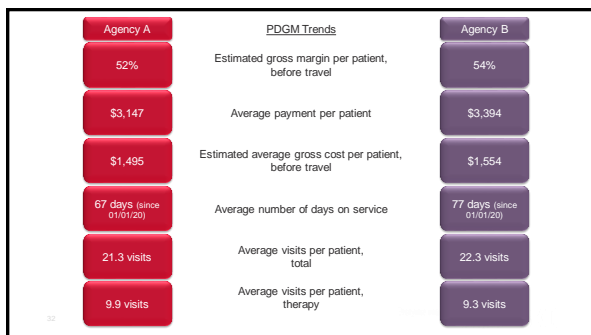 Agency A
PDGM Trends
Agency B
52%
Estimated gross margin per patient,
before travel
54%
$3,147
Average payment per patient
$3,394
$1,495
Estimated average gross cost per patient,
before travel
$1,554
67 days (since
01/01/20)
Average number of days on service
77 days (since
01/01/20)
21.3 visits
Average visits per patient,
total
22.3 visits
9.9 visits
Average visits per patient,
therapy
9.3 visits
32